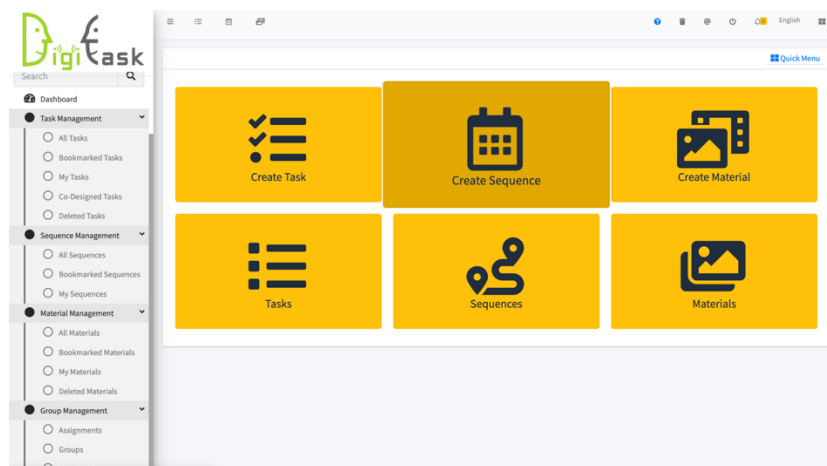 DigiTask
English
Search
Quick Menu
Dashboard
Task Management
All Tasks
Bookmarked Tasks
My Tasks
Co-Designed Tasks
Deleted Tasks
Sequence Management
All Sequences
Bookmarked Sequences
My Sequences
Material Management
All Materials
Bookmarked Materials
My Materials
Deleted Materials
Group Management
Assignments
Groups
Create Task
Create Sequence
Create Material
Tasks
Sequences
Materials